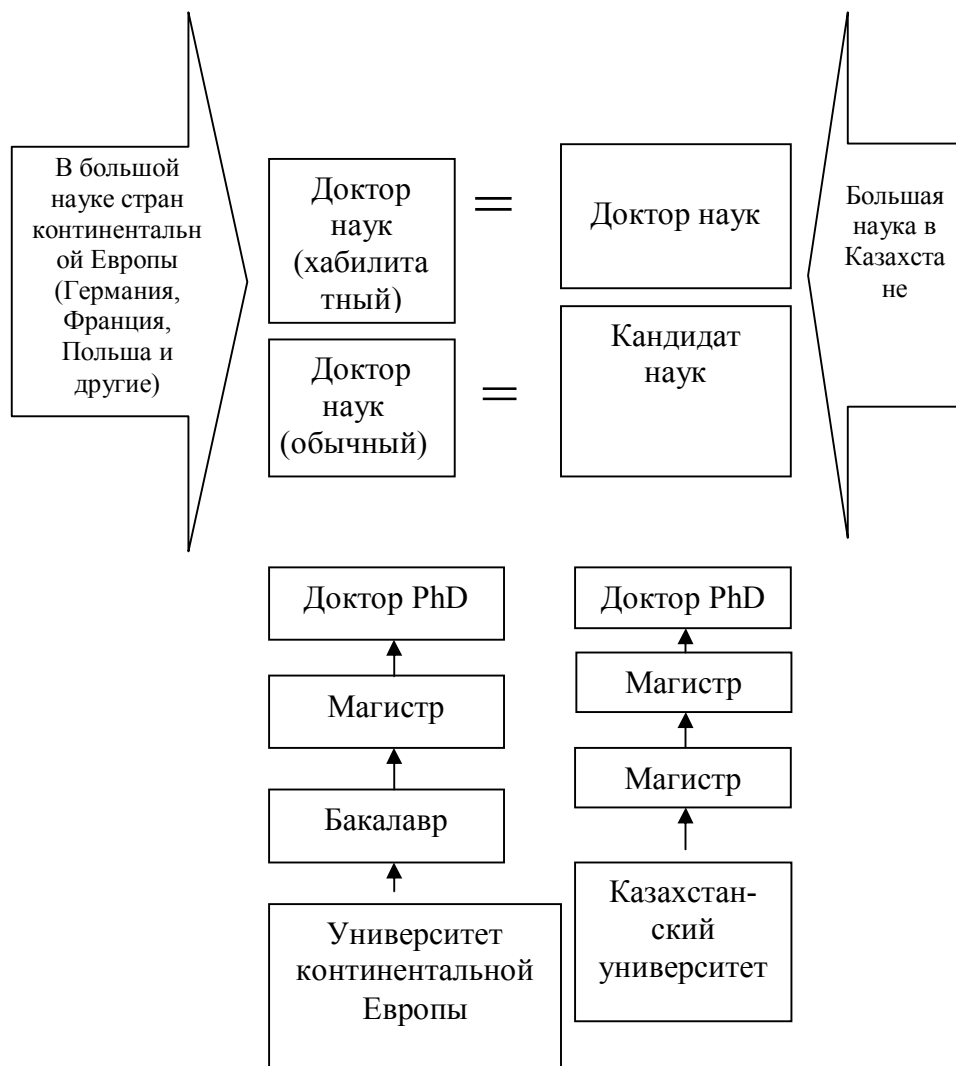 В большой
науке стран
континентальн
ой Европы
(Германия,
Франция,
Польша и
другие)
Доктор
наук
(хабилита
тный)
=
Доктор наук
Большая
наука в
Казахста
не
Доктор
наук
(обычный)
=
Кандидат
наук
Доктор PhD
Магистр
Бакалавр
Университет
континентальной
Европы
Доктор PhD
Магистр
Магистр
Казахстан-
ский
университет